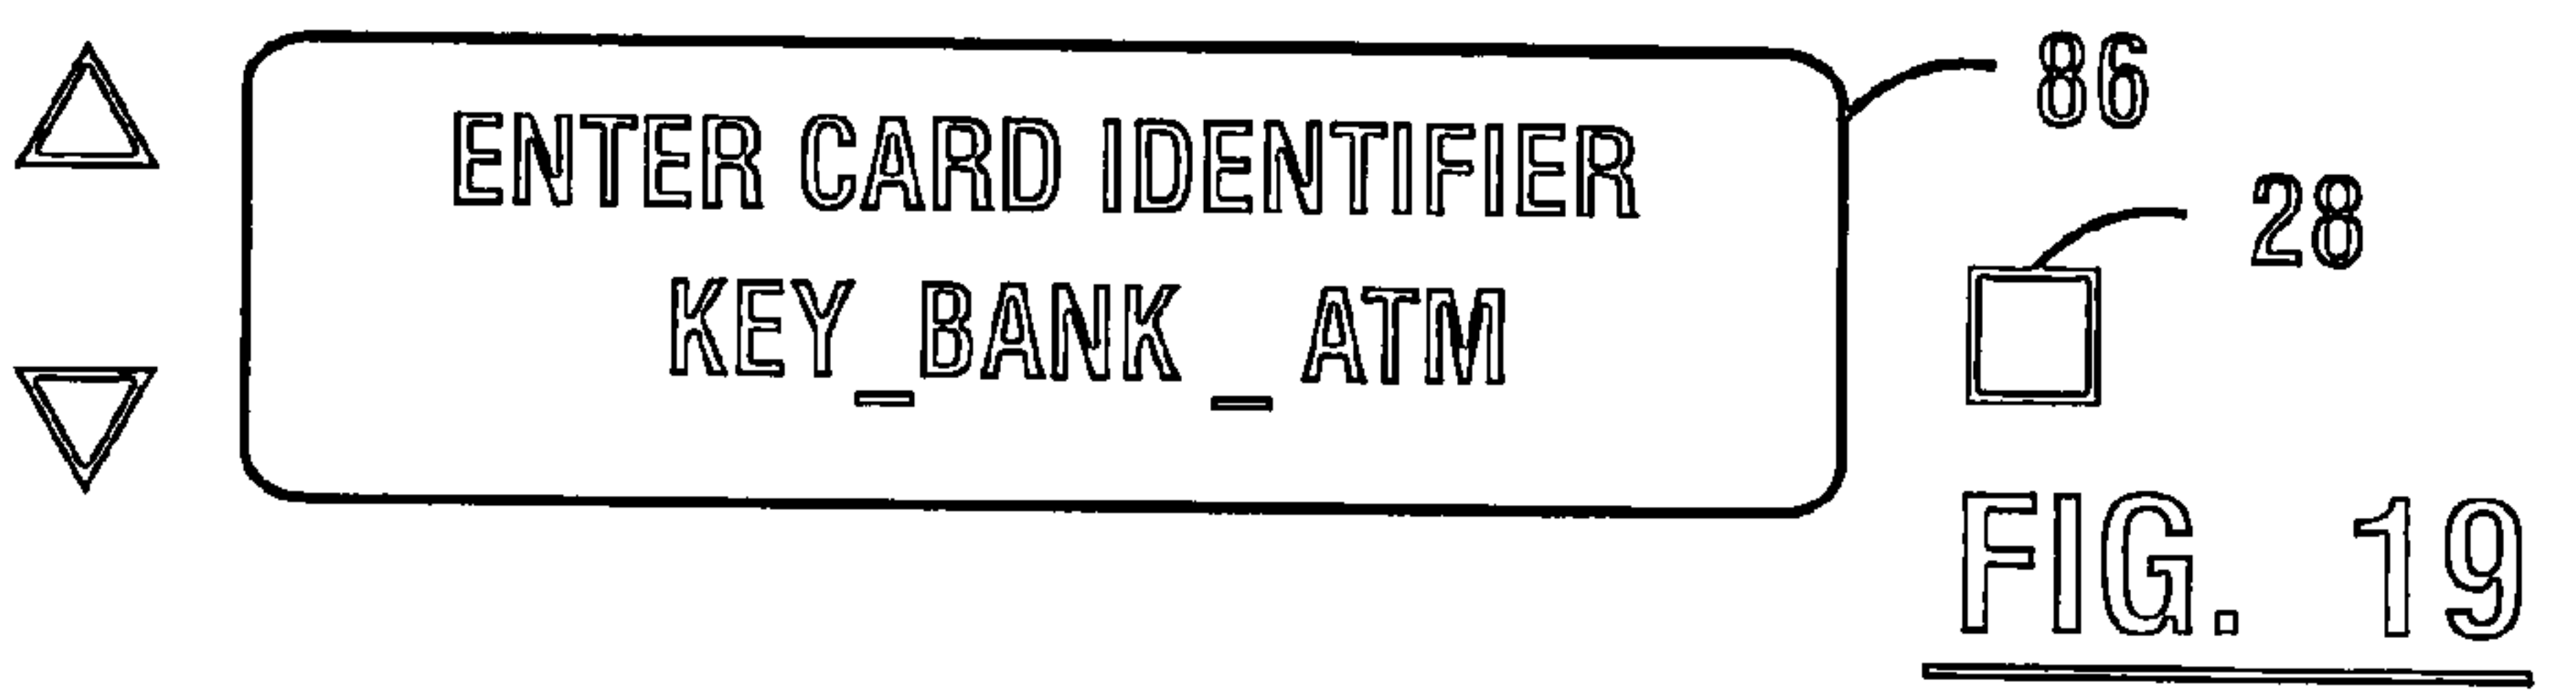 86
ENTER CARD IDENTIFIER
28
KEY_BANK_ATM
FIG. 19